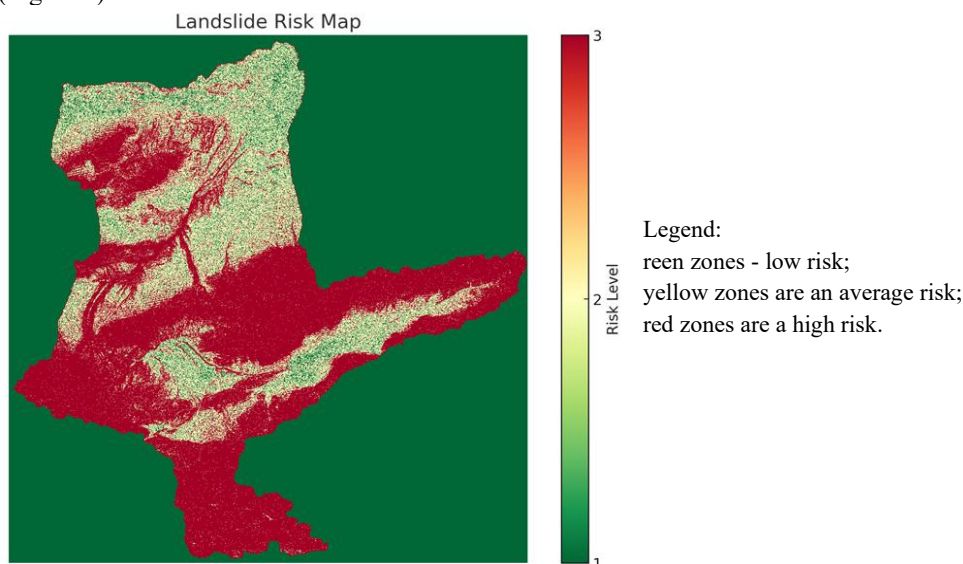 Landslide Risk Map
3
2
1
Risk Level
Legend:
reen zones - low risk;
yellow zones are an average risk;
red zones are a high risk.